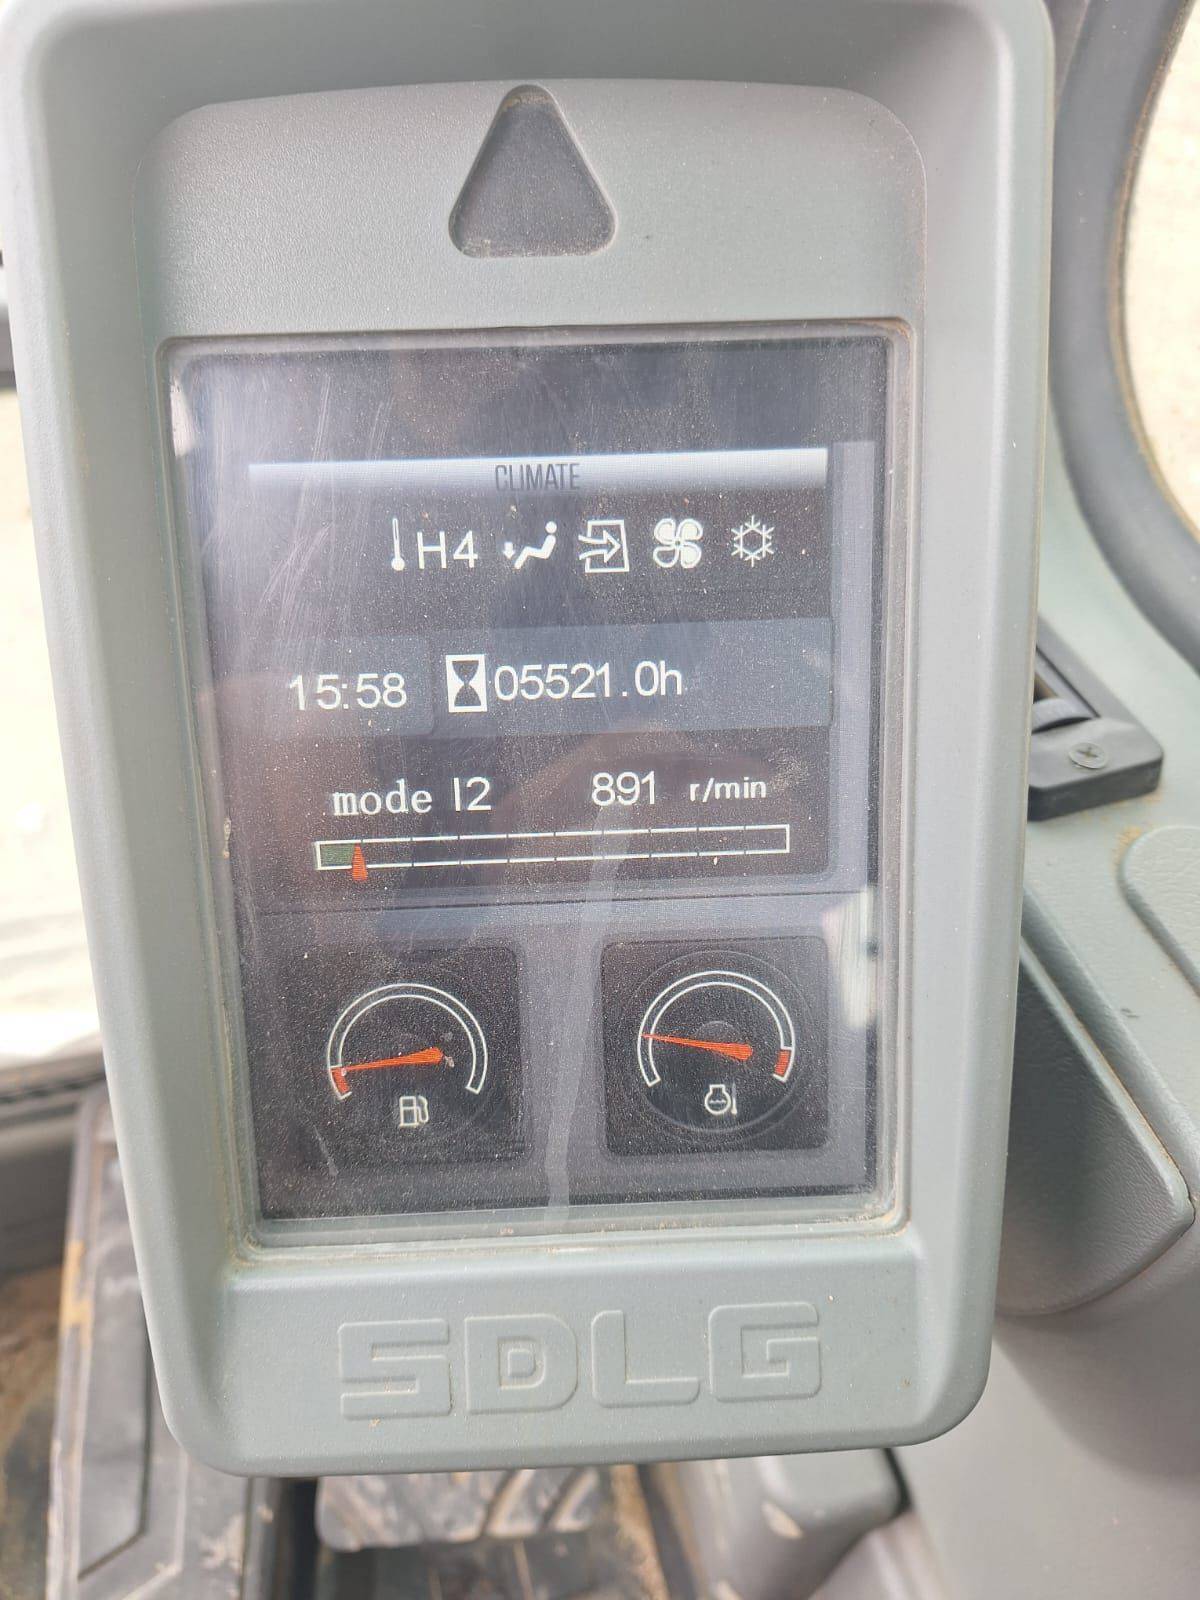 CLIMATE
H4
15:58 05521.0h
mode I2 891 r/min
SDLG